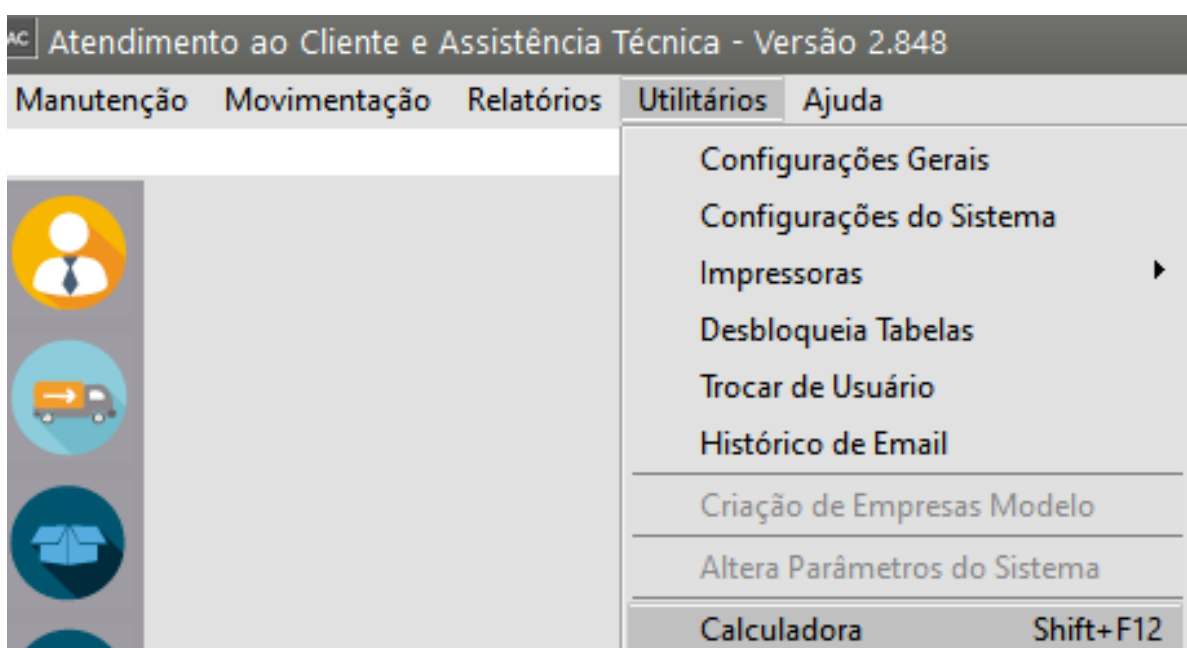 AC Atendimento ao Cliente e Assistência Técnica - Versão 2.848
Manutenção Movimentação Relatórios Utilitários Ajuda
Configurações Gerais
Configurações do Sistema
Impressoras
Desbloqueia Tabelas
Trocar de Usuário
Histórico de Email
Criação de Empresas Modelo
Altera Parâmetros do Sistema
Calculadora Shift+F12